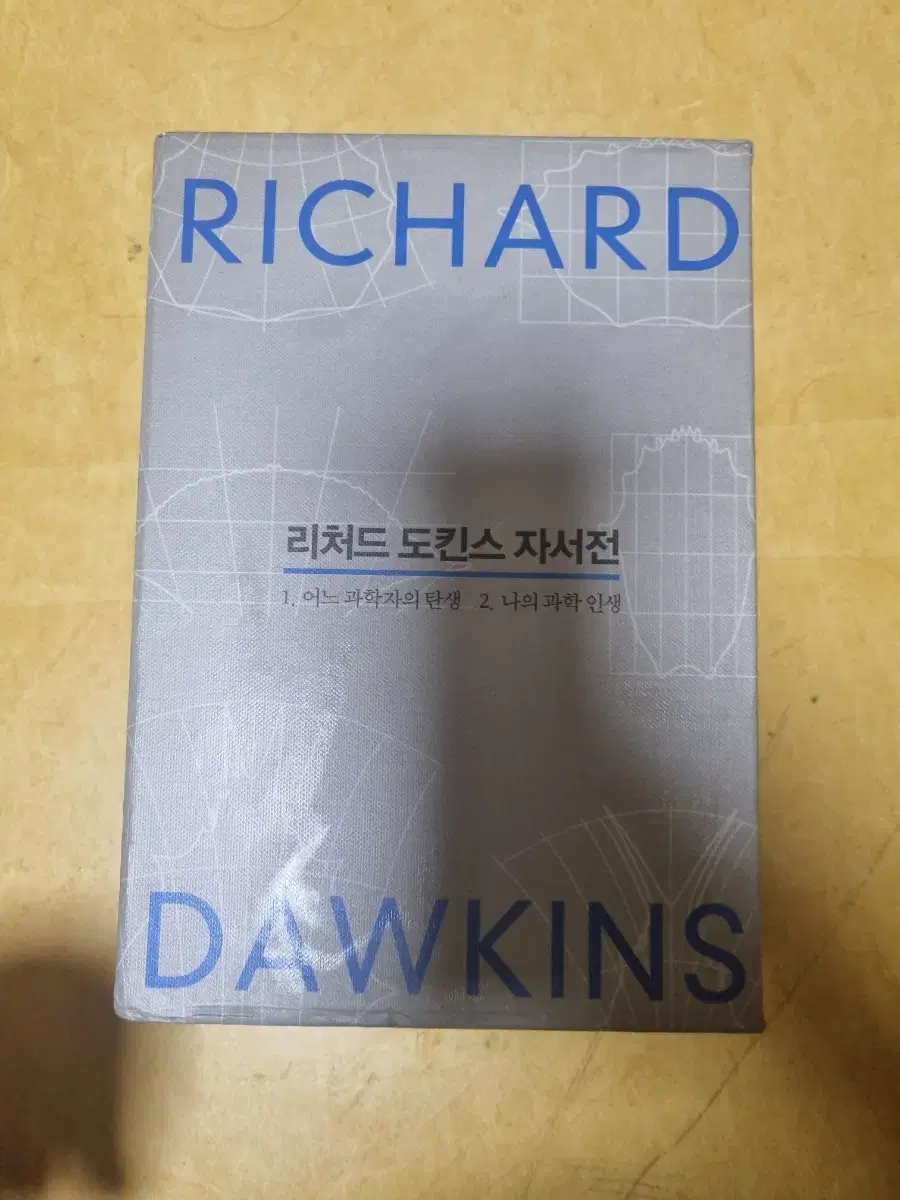 RICHARD
리처드 도킨스 자서전
1. 어느 과학자의 탄생 2. 나의 과학 인생
DAWKINS